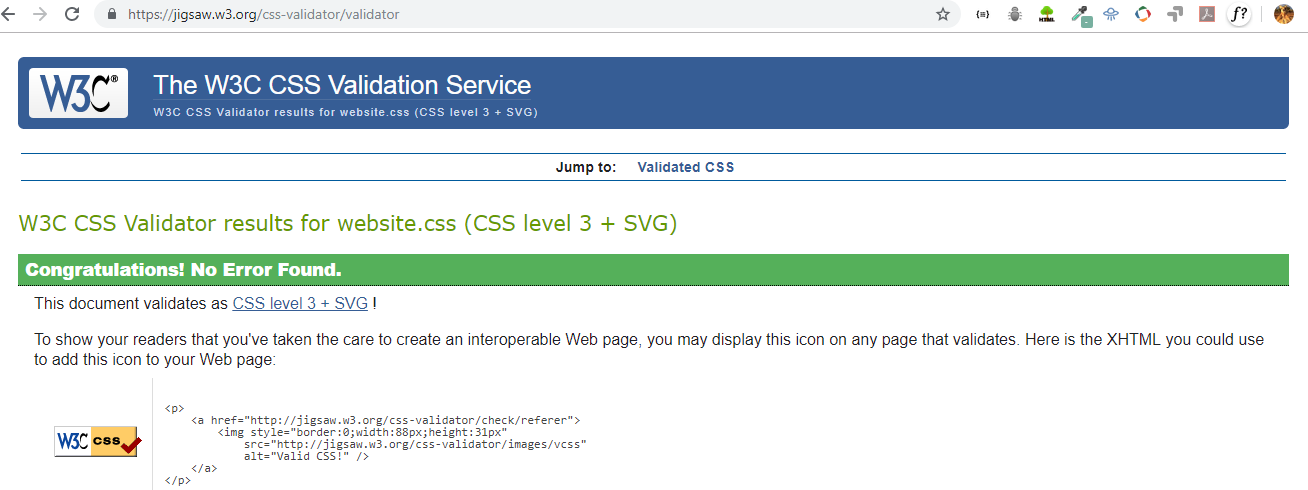 https://jigsaw.w3.org/css-validator/validator
{≡}
HTML
-
f?
W3C®
The W3C CSS Validation Service
W3C CSS Validator results for website.css (CSS level 3 + SVG)
Jump to: Validated CSS
W3C CSS Validator results for website.css (CSS level 3 + SVG)
Congratulations! No Error Found.
This document validates as CSS level 3 + SVG !
To show your readers that you've taken the care to create an interoperable Web page, you may display this icon on any page that validates. Here is the XHTML you could use
to add this icon to your Web page:
W3C css
<p>
<a href="http://jigsaw.w3.org/css-validator/check/referer">
<img style="border:0;width:88px;height:31px"
src="http://jigsaw.w3.org/css-validator/images/vcss"
alt="Valid CSS!" />
</a>
</p>